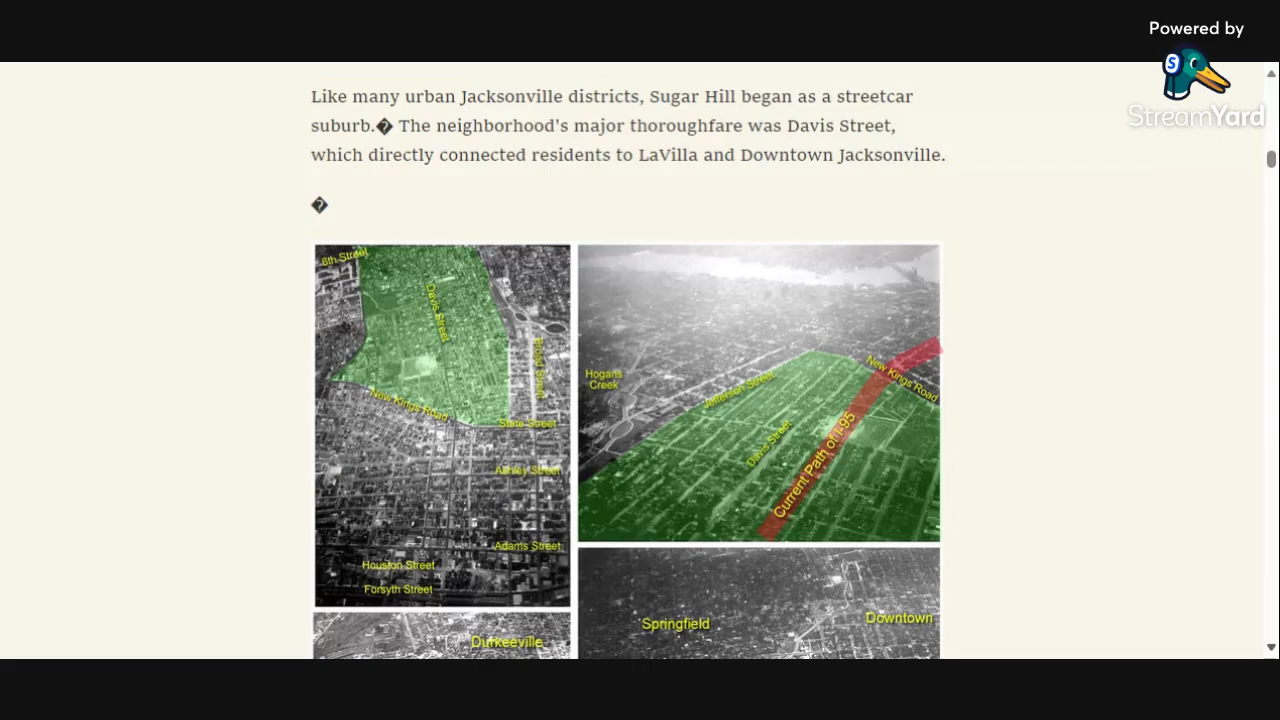 Powered by
StreamYard
Like many urban Jacksonville districts, Sugar Hill began as a streetcar
suburb.� The neighborhood's major thoroughfare was Davis Street,
which directly connected residents to LaVilla and Downtown Jacksonville.
�
8th Street
Davis Street
Broad Street
New Kings Road
State Street
Ashley Street
Adams Street
Houston Street
Forsyth Street
Hogans
Creek
Jefferson Street
Davis Street
New Kings Road
Current Path of I-95
Durkeeville
Springfield
Downtown